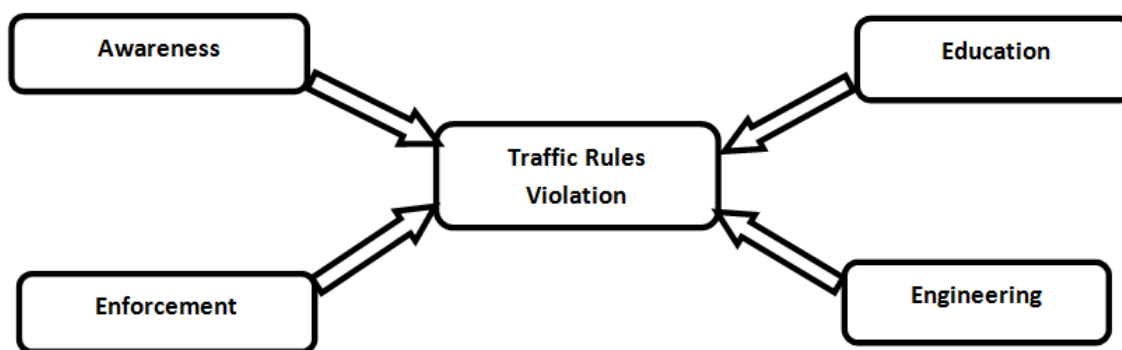 Awareness
Education
Traffic Rules
Violation
Enforcement
Engineering